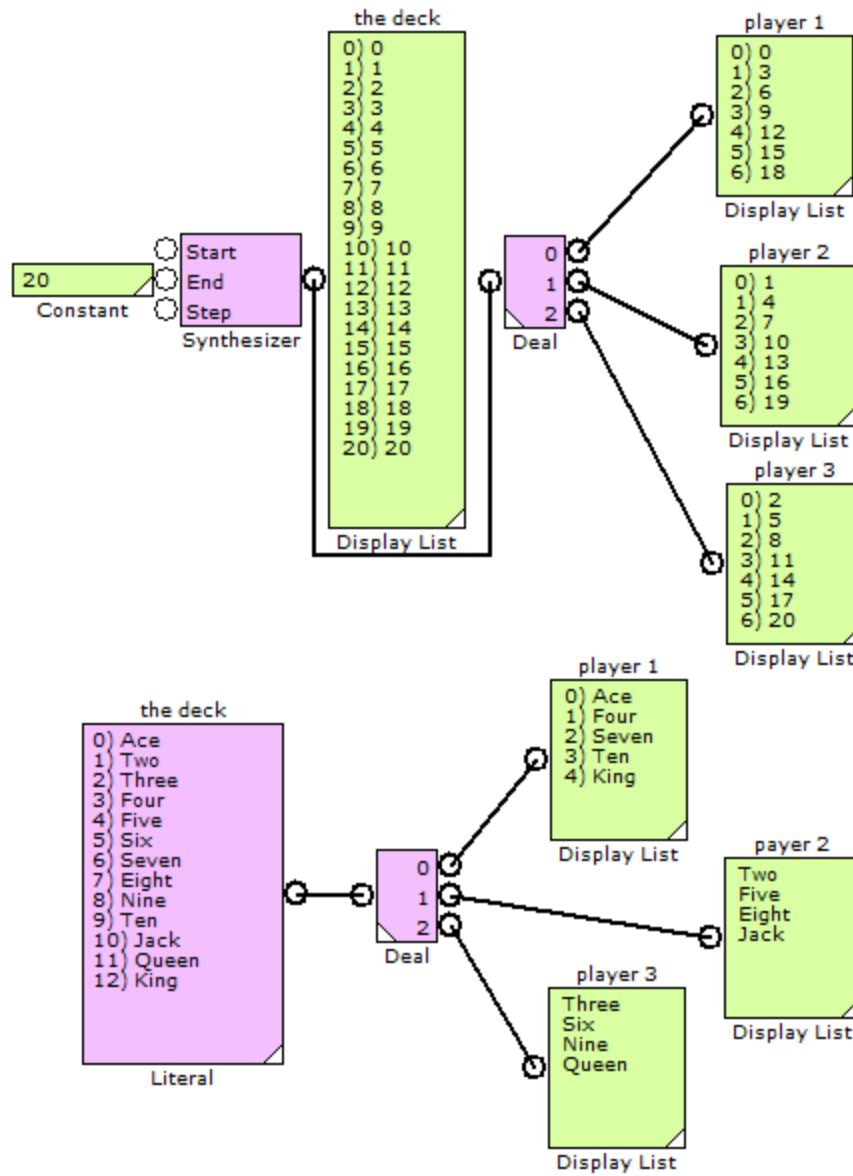 the deck
0) 0
1) 1
2) 2
3) 3
4) 4
5) 5
6) 6
7) 7
8) 8
9) 9
10) 10
11) 11
12) 12
13) 13
14) 14
15) 15
16) 16
17) 17
18) 18
19) 19
20) 20
Display List
20
Constant
Start
End
Step
Synthesizer
0
1
2
Deal
player 1
0) 0
1) 3
2) 6
3) 9
4) 12
5) 15
6) 18
Display List
player 2
0) 1
1) 4
2) 7
3) 10
4) 13
5) 16
6) 19
Display List
player 3
0) 2
1) 5
2) 8
3) 11
4) 14
5) 17
6) 20
Display List
the deck
0) Ace
1) Two
2) Three
3) Four
4) Five
5) Six
6) Seven
7) Eight
8) Nine
9) Ten
10) Jack
11) Queen
12) King
Literal
0
1
2
Deal
player 1
0) Ace
1) Four
2) Seven
3) Ten
4) King
Display List
payer 2
Two
Five
Eight
Jack
Display List
player 3
Three
Six
Nine
Queen
Display List